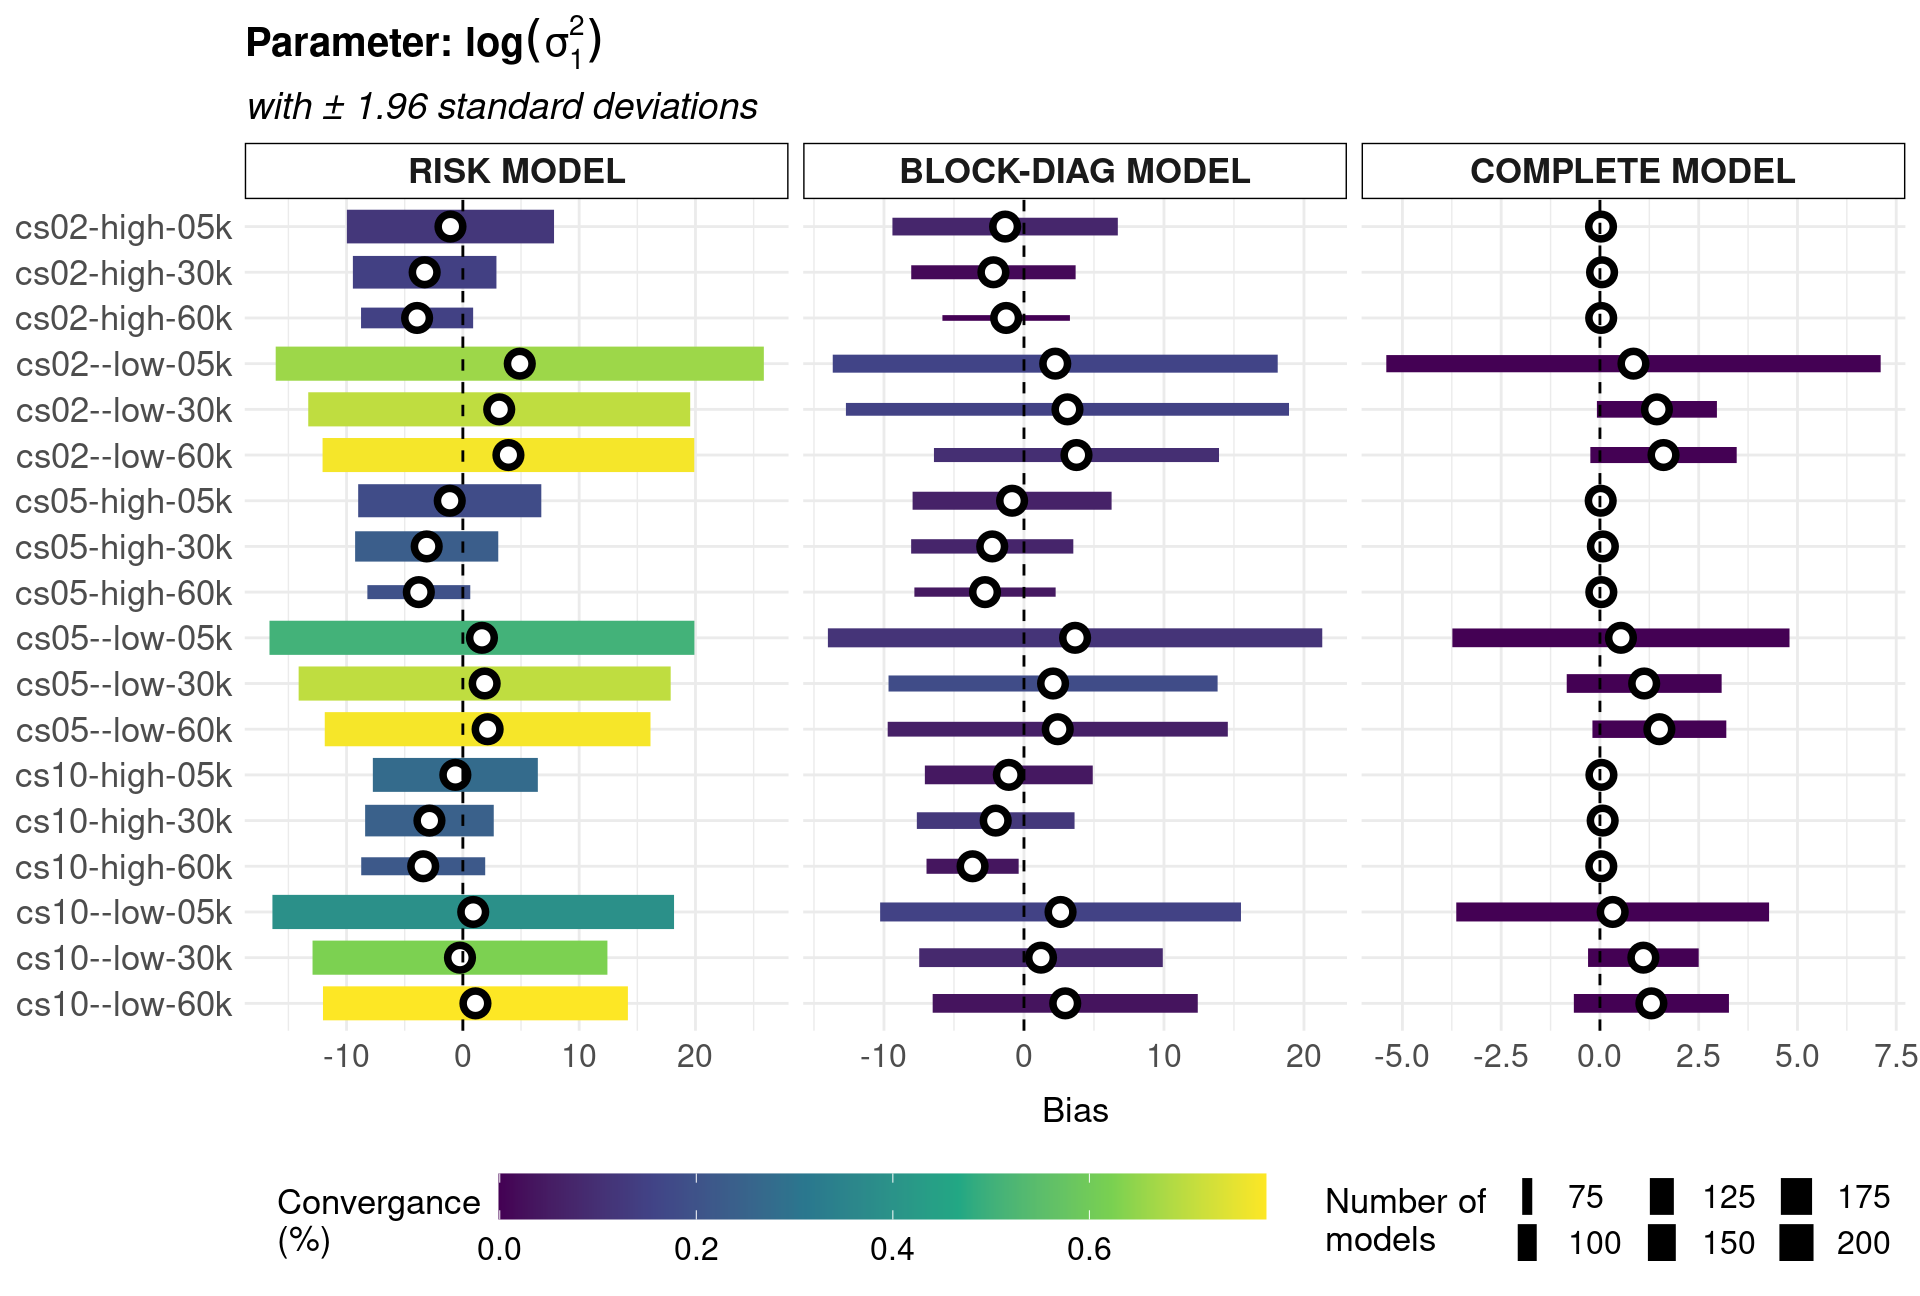 Parameter: log(σ₁²)
with ± 1.96 standard deviations
RISK MODEL BLOCK-DIAG MODEL COMPLETE MODEL
cs02-high-05k
cs02-high-30k
cs02-high-60k
cs02--low-05k
cs02--low-30k
cs02--low-60k
cs05-high-05k
cs05-high-30k
cs05-high-60k
cs05--low-05k
cs05--low-30k
cs05--low-60k
cs10-high-05k
cs10-high-30k
cs10-high-60k
cs10--low-05k
cs10--low-30k
cs10--low-60k
-10 0 10 20 -10 0 10 20 -5.0 -2.5 0.0 2.5 5.0 7.5
Bias
Convergance
(%)
0.0 0.2 0.4 0.6
Number of
models
75 125 175
100 150 200